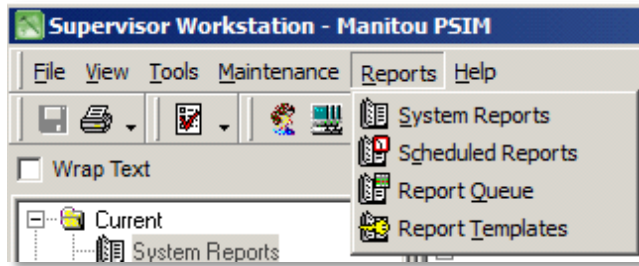 Supervisor Workstation - Manitou PSIM
File View Tools Maintenance Reports Help
System Reports
Scheduled Reports
Report Queue
Report Templates
Wrap Text
Current
System Reports